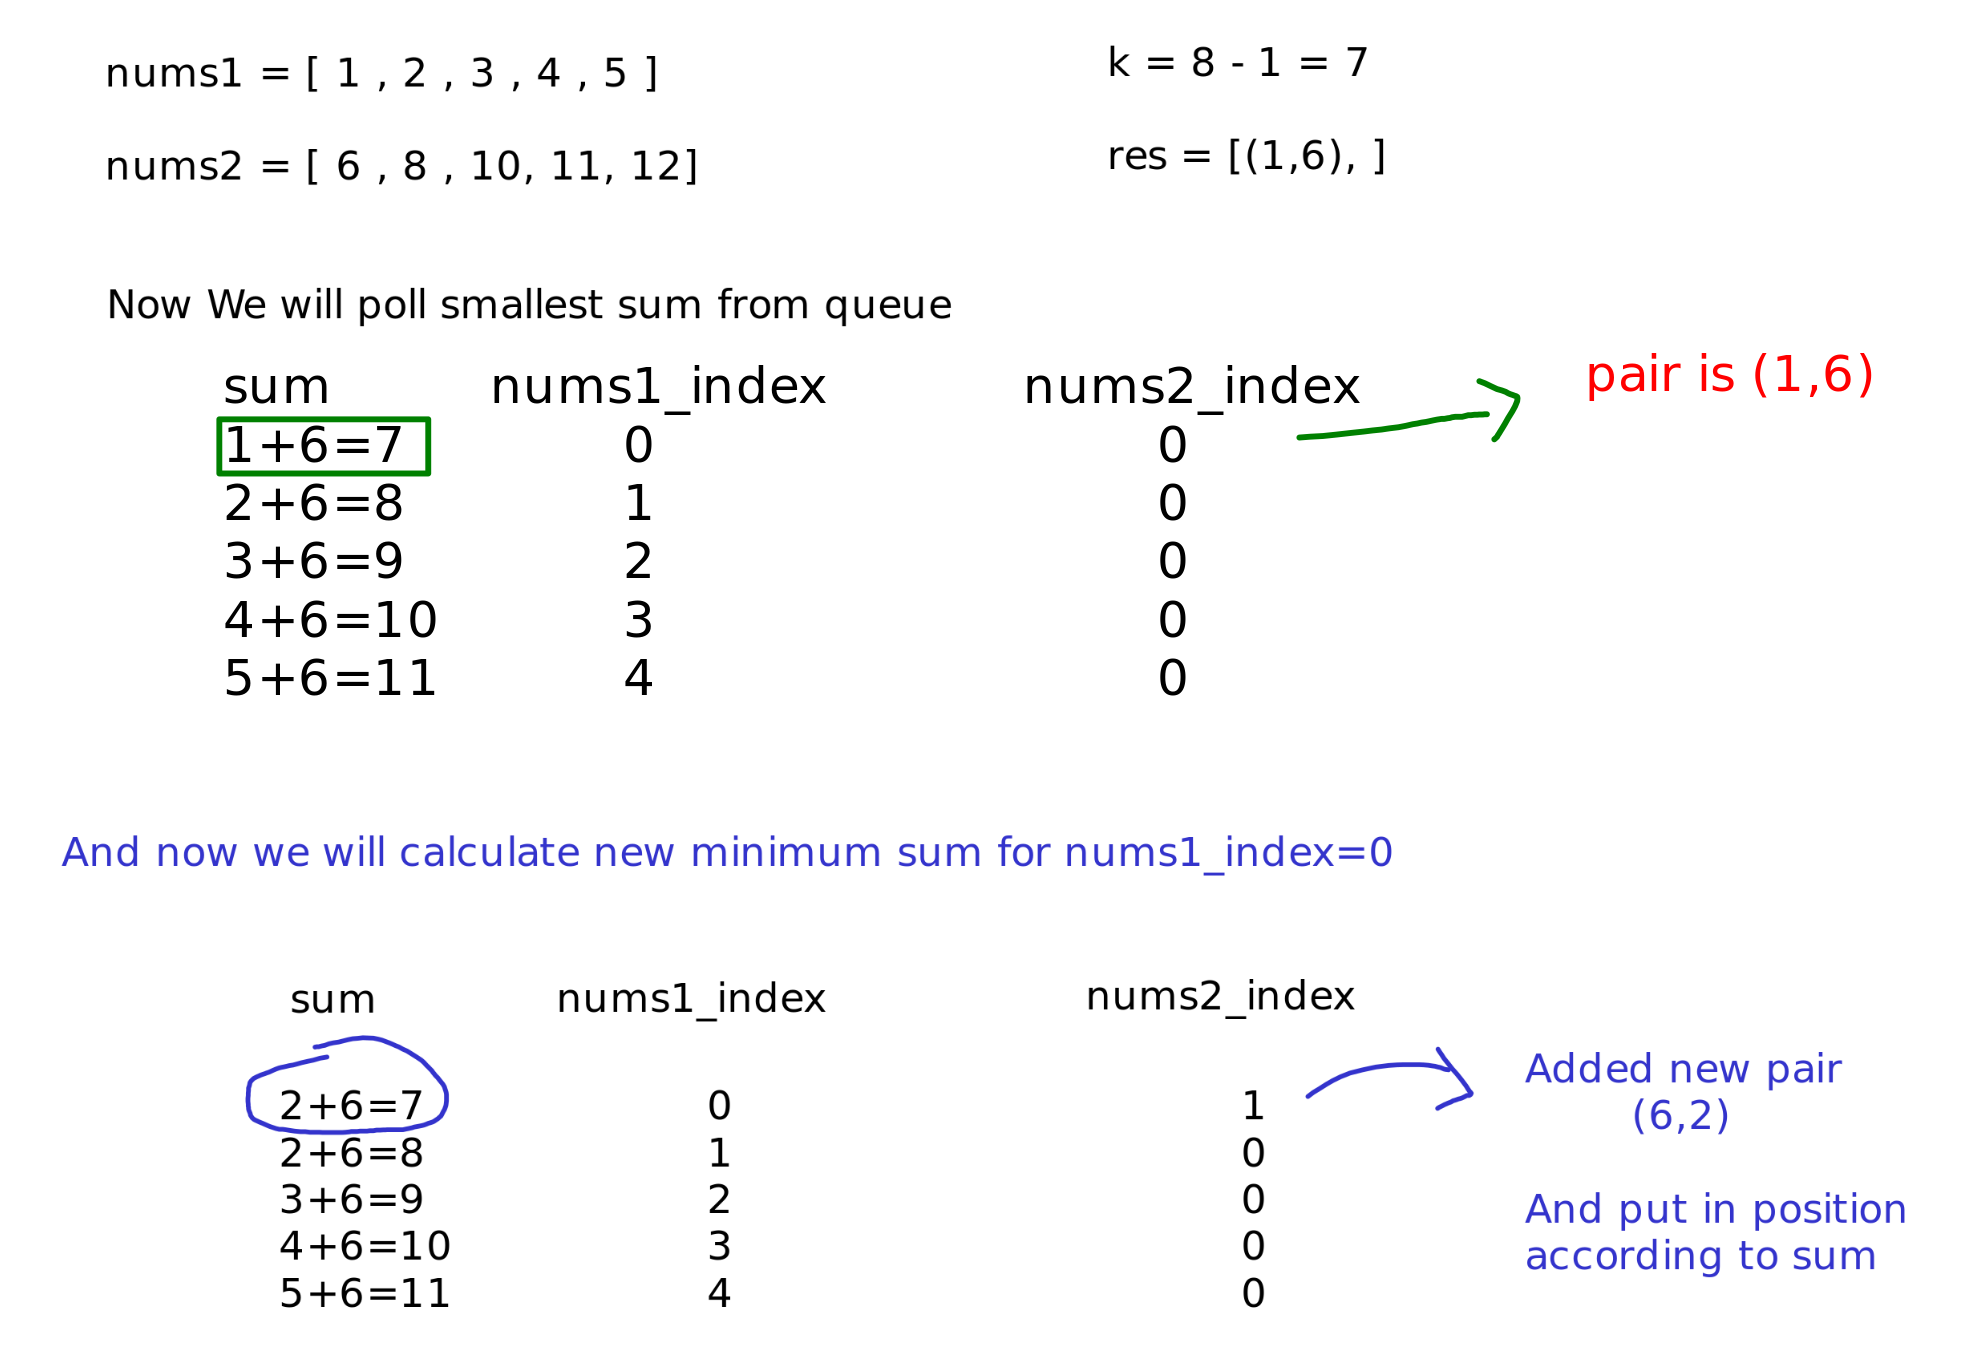 nums1 = [ 1 , 2 , 3 , 4 , 5 ]
k = 8 - 1 = 7
nums2 = [ 6 , 8 , 10, 11, 12]
res = [(1,6), ]
Now We will poll smallest sum from queue
sum nums1_index nums2_index
pair is (1,6)
1+6=7 0 0
2+6=8 1 0
3+6=9 2 0
4+6=10 3 0
5+6=11 4 0
And now we will calculate new minimum sum for nums1_index=0
sum nums1_index nums2_index
2+6=7 0 1
2+6=8 1 0
3+6=9 2 0
4+6=10 3 0
5+6=11 4 0
Added new pair
(6,2)
And put in position
according to sum